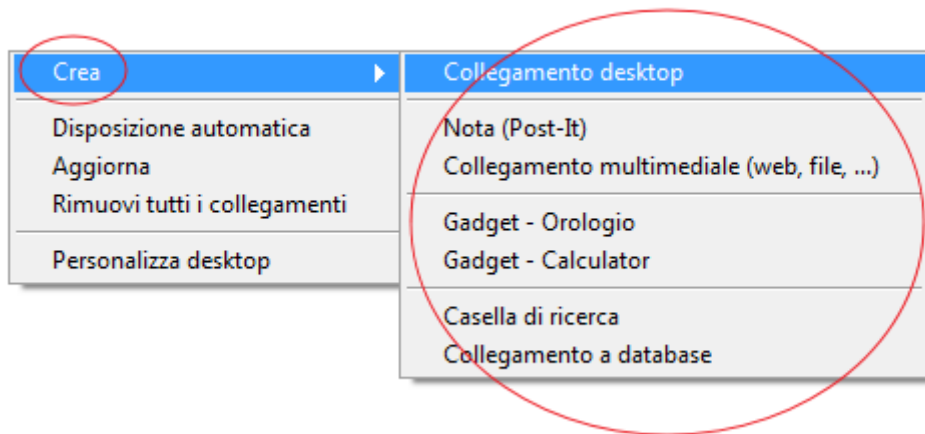 Crea
Disposizione automatica
Aggiorna
Rimuovi tutti i collegamenti
Personalizza desktop
Collegamento desktop
Nota (Post-It)
Collegamento multimediale (web, file, ...)
Gadget - Orologio
Gadget - Calculator
Casella di ricerca
Collegamento a database